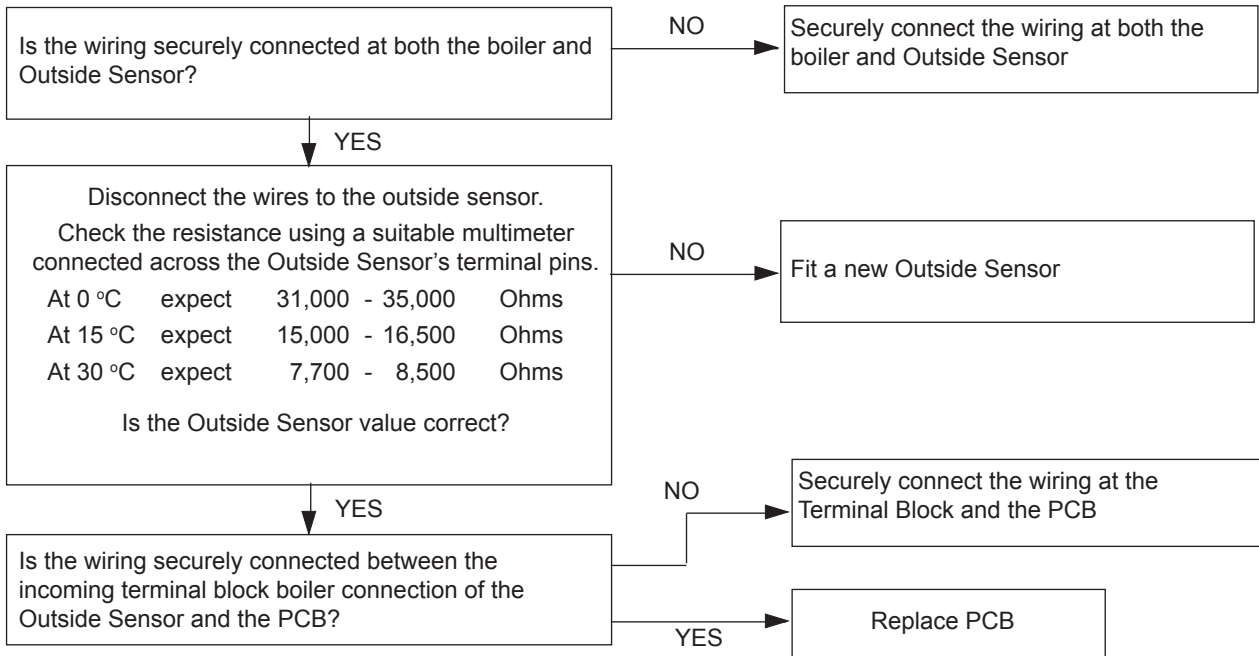 Is the wiring securely connected at both the boiler and
Outside Sensor?
NO
Securely connect the wiring at both the
boiler and Outside Sensor
YES
Disconnect the wires to the outside sensor.
Check the resistance using a suitable multimeter
connected across the Outside Sensor’s terminal pins.
At 0 °C expect 31,000 - 35,000 Ohms
At 15 °C expect 15,000 - 16,500 Ohms
At 30 °C expect 7,700 - 8,500 Ohms
Is the Outside Sensor value correct?
NO
Fit a new Outside Sensor
YES
Is the wiring securely connected between the
incoming terminal block boiler connection of the
Outside Sensor and the PCB?
NO
Securely connect the wiring at the
Terminal Block and the PCB
YES
Replace PCB